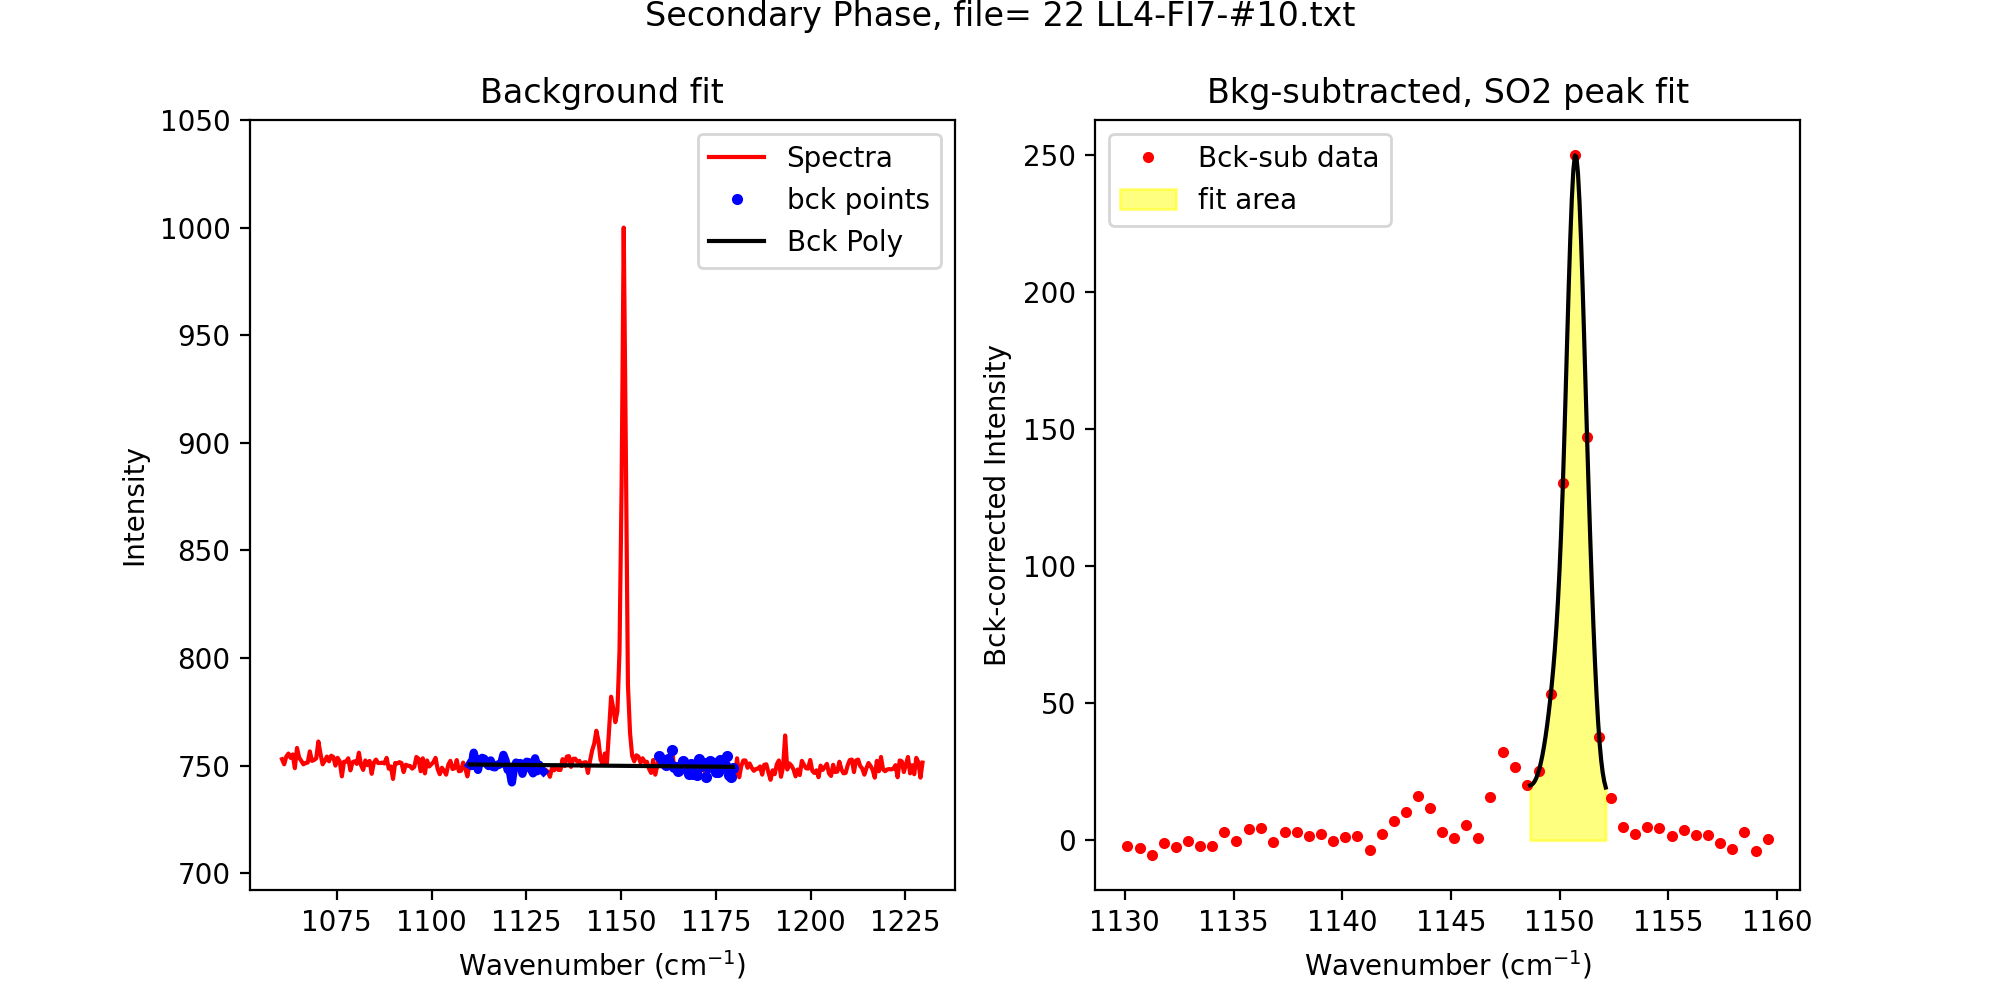 Secondary Phase, file= 22 LL4-FI7-#10.txt
Background fit
1050
1000
950
900
850
800
750
700
Intensity
Spectra
bck points
Bck Poly
1075 1100 1125 1150 1175 1200 1225
Wavenumber (cm⁻¹)
Bkg-subtracted, SO2 peak fit
250
200
150
100
50
0
Bck-corrected Intensity
Bck-sub data
fit area
1130 1135 1140 1145 1150 1155 1160
Wavenumber (cm⁻¹)